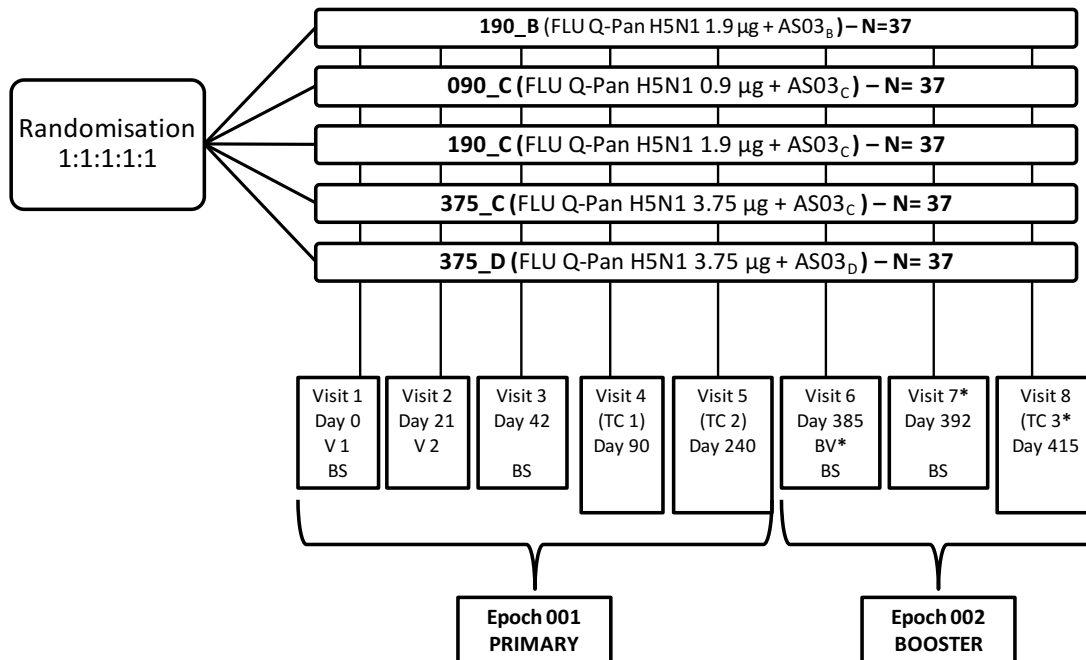 190_B (FLU Q-Pan H5N1 1.9 µg + AS03B) – N=37
090_C (FLU Q-Pan H5N1 0.9 µg + AS03C) – N= 37
Randomisation
1:1:1:1:1
190_C (FLU Q-Pan H5N1 1.9 µg + AS03C) – N= 37
375_C (FLU Q-Pan H5N1 3.75 µg + AS03C ) – N= 37
375_D (FLU Q-Pan H5N1 3.75 µg + AS03D ) – N= 37
Visit 1
Day 0
V 1
BS
Visit 2
Day 21
V 2
Visit 3
Day 42
BS
Visit 4
(TC 1)
Day 90
Visit 5
(TC 2)
Day 240
Visit 6
Day 385
BV*
BS
Visit 7*
Day 392
BS
Visit 8
(TC 3*
Day 415
Epoch 001
PRIMARY
Epoch 002
BOOSTER